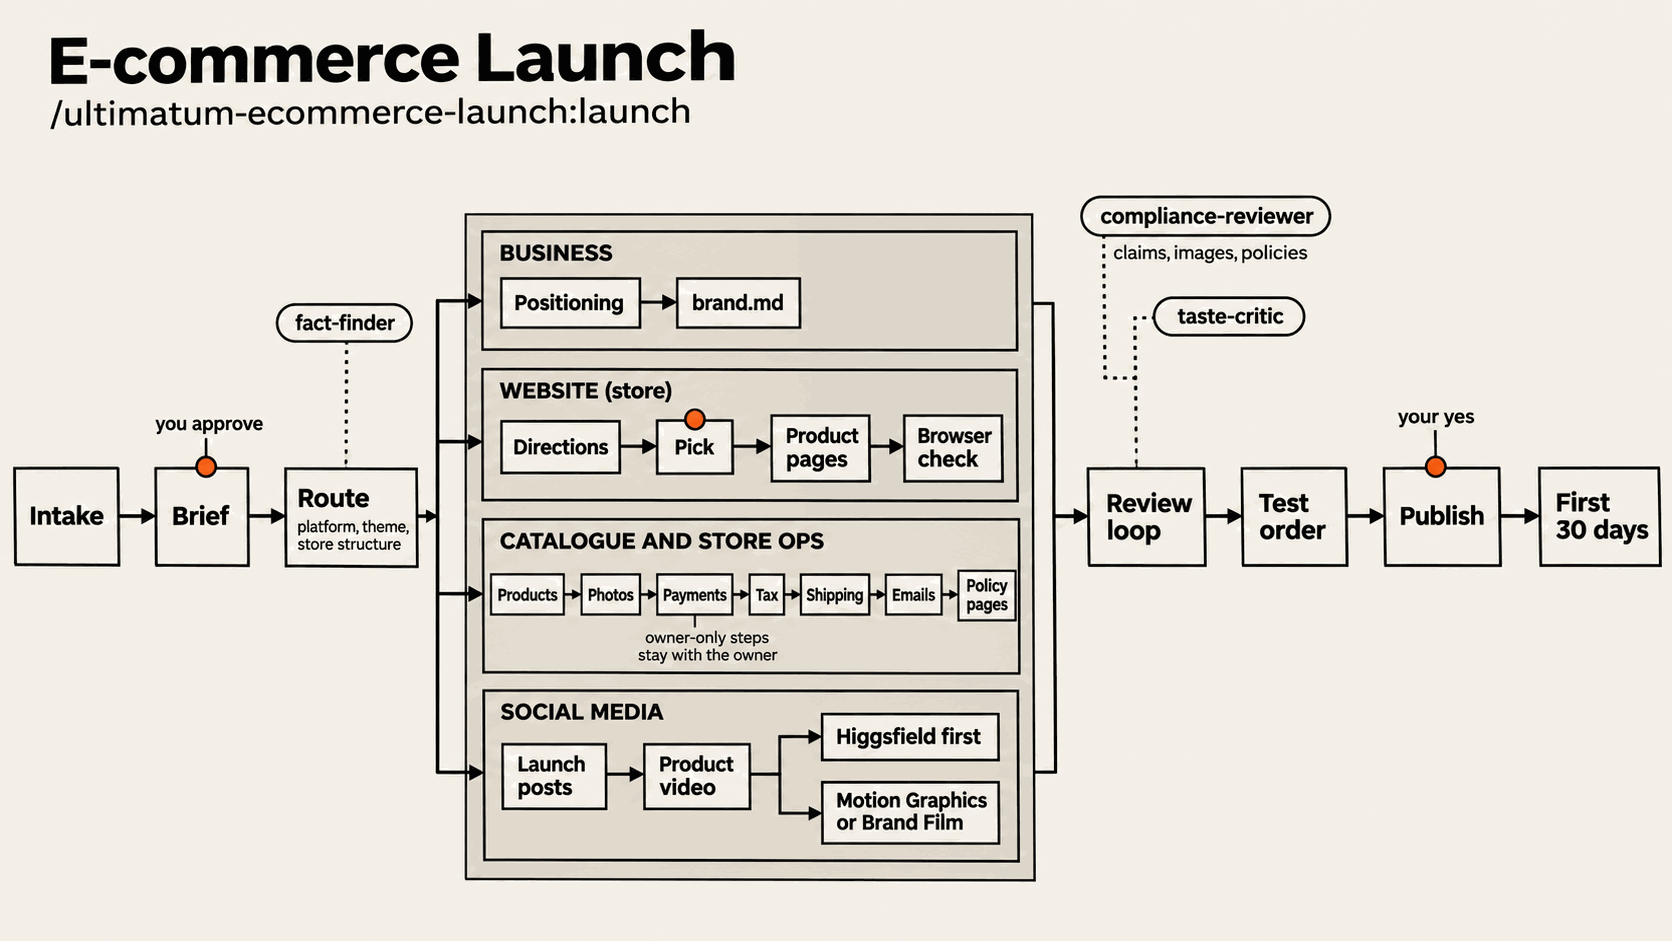 E-commerce Launch
/ultimatum-ecommerce-launch:launch
Intake
you approve
Brief
fact-finder
Route
platform, theme,
store structure
BUSINESS
Positioning
brand.md
WEBSITE (store)
Directions
Pick
Product
pages
Browser
check
CATALOGUE AND STORE OPS
Products
Photos
Payments
Tax
Shipping
Emails
Policy
pages
owner-only steps
stay with the owner
SOCIAL MEDIA
Launch
posts
Product
video
Higgsfield first
Motion Graphics
or Brand Film
compliance-reviewer
claims, images, policies
taste-critic
Review
loop
Test
order
your yes
Publish
First
30 days